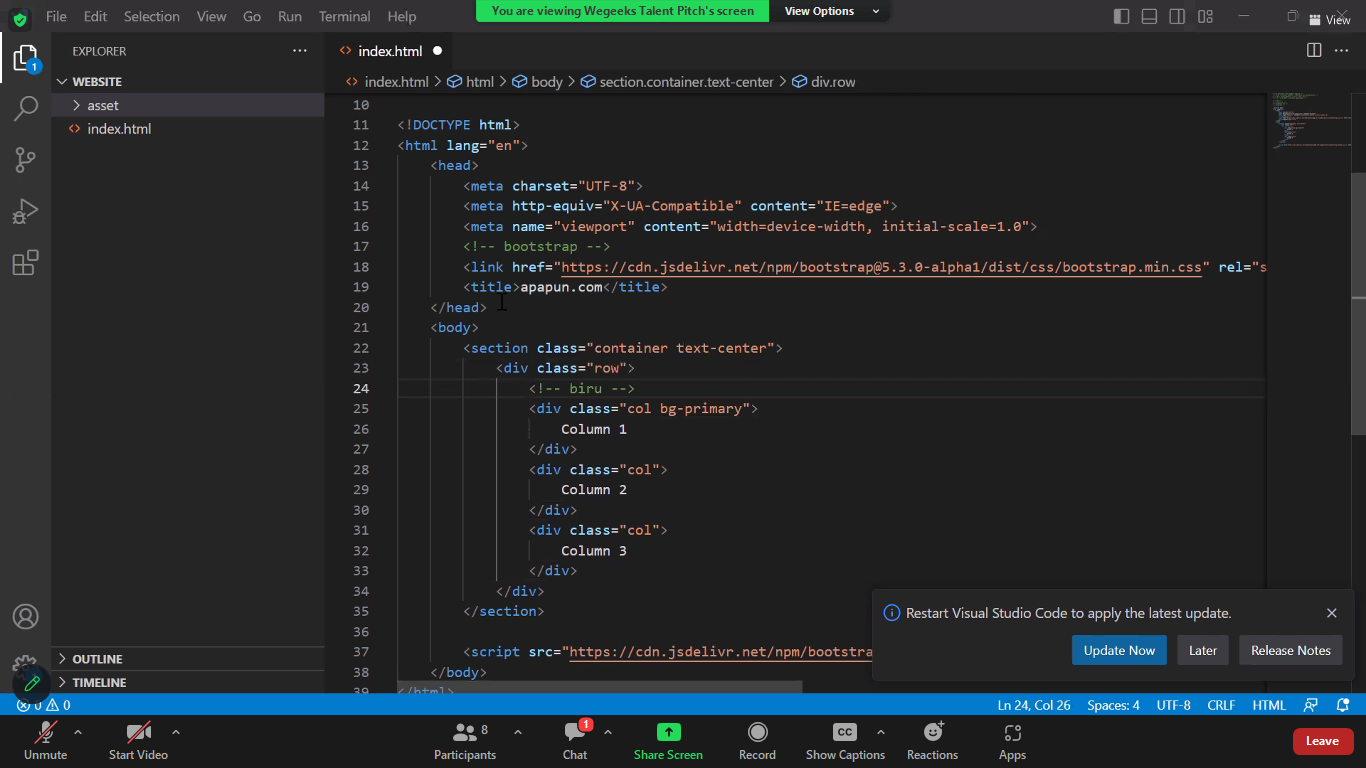 File Edit Selection View Go Run Terminal Help
You are viewing Wegeeks Talent Pitch's screen
View Options
View
EXPLORER
index.html
1
WEBSITE
index.html > html > body > section.container.text-center > div.row
asset
index.html
10
11 <!DOCTYPE html>
12 <html lang="en">
13 <head>
14 <meta charset="UTF-8">
15 <meta http-equiv="X-UA-Compatible" content="IE=edge">
16 <meta name="viewport" content="width=device-width, initial-scale=1.0">
17 <!-- bootstrap -->
18 <link href="https://cdn.jsdelivr.net/npm/bootstrap@5.3.0-alpha1/dist/css/bootstrap.min.css" rel="s
19 <title>apapun.com</title>
20 </head>
21 <body>
22 <section class="container text-center">
23 <div class="row">
24 <!-- biru -->
25 <div class="col bg-primary">
26 Column 1
27 </div>
28 <div class="col">
29 Column 2
30 </div>
31 <div class="col">
32 Column 3
33 </div>
34 </div>
35 </section>
36
37 <script src="https://cdn.jsdelivr.net/npm/bootstra
38 </body>
39 </html>
Restart Visual Studio Code to apply the latest update.
Update Now Later Release Notes
OUTLINE
TIMELINE
0 0 Ln 24, Col 26 Spaces: 4 UTF-8 CRLF HTML
8
1
CC
Unmute Start Video Participants Chat Share Screen Record Show Captions Reactions Apps Leave